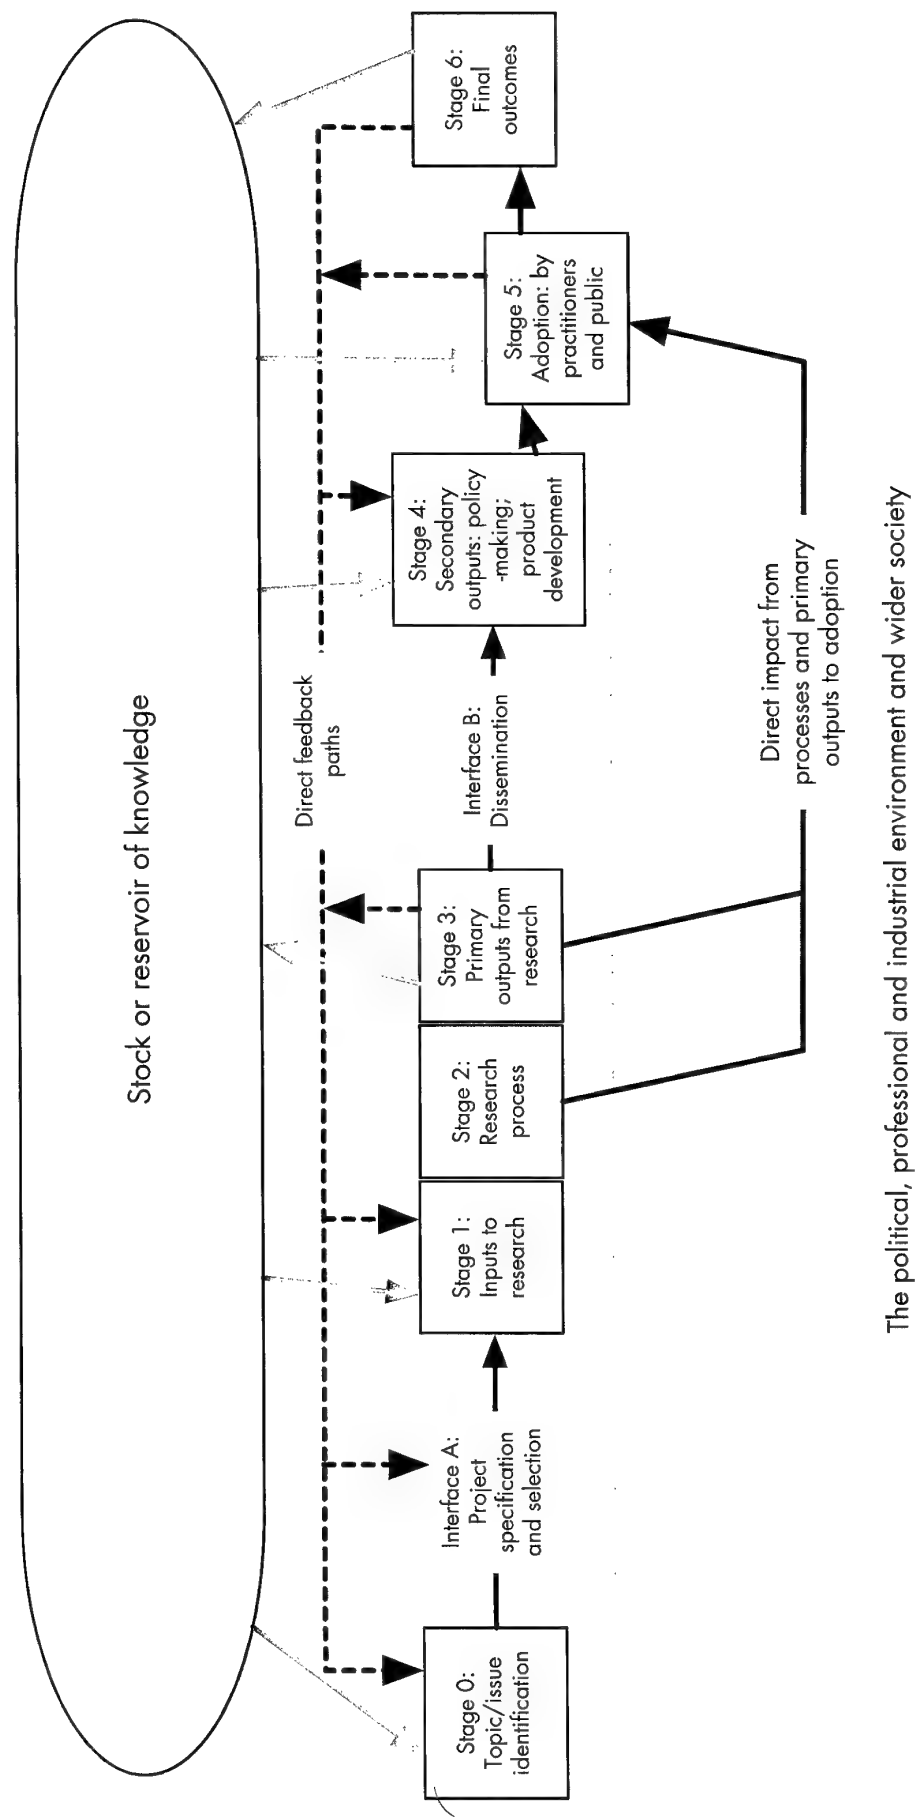 Stock or reservoir of knowledge
Direct feedback
paths
Stage 0:
Topic/issue
identification
Interface A:
Project
specification
and selection
Stage 1:
Inputs to
research
Stage 2:
Research
process
Stage 3:
Primary
outputs from
research
Interface B:
Dissemination
Stage 4:
Secondary
outputs: policy
-making;
product
development
Stage 5:
Adoption: by
practitioners
and public
Stage 6:
Final
outcomes
Direct impact from
processes and primary
outputs to adoption
The political, professional and industrial environment and wider society